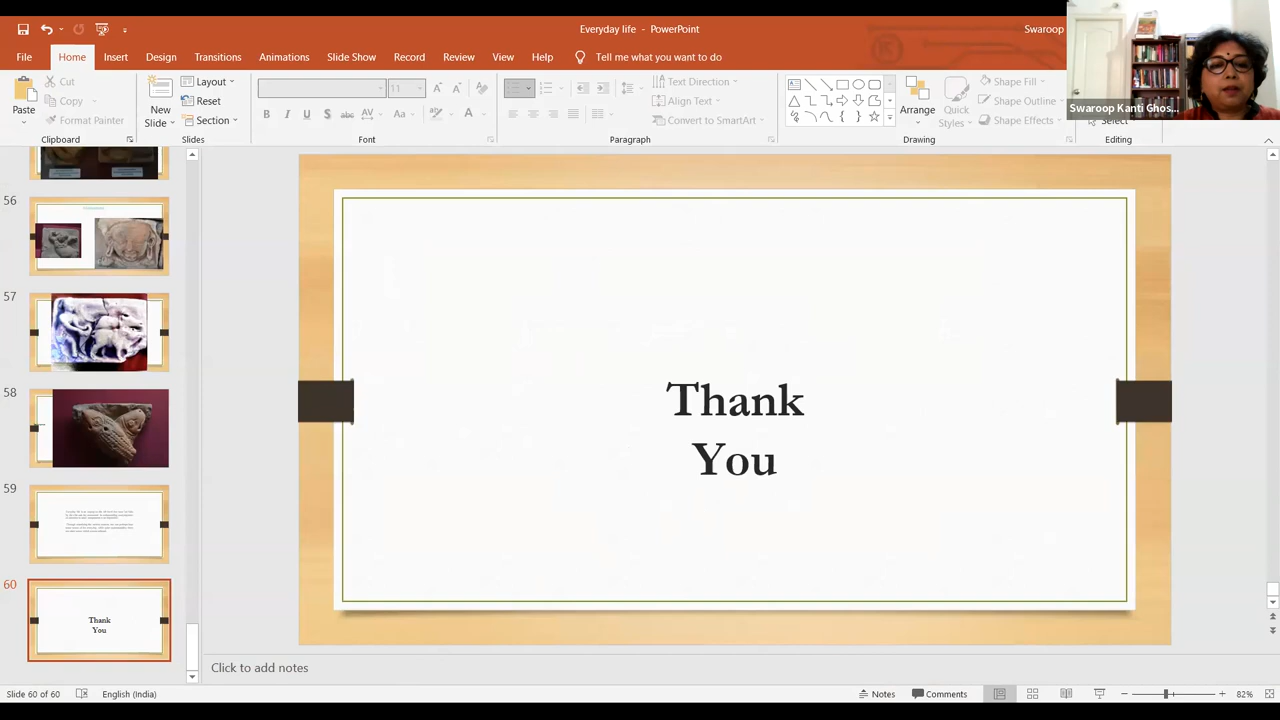 Everyday life - PowerPoint
Swaroop
File Home Insert Design Transitions Animations Slide Show Record Review View Help Tell me what you want to do
Paste
Cut
Copy
Format Painter
Clipboard
New
Slide
Layout
Reset
Section
Slides
11
Font
Text Direction
Align Text
Convert to SmartArt
Paragraph
Arrange
Quick
Styles
Shape Fill
Shape Outline
Shape Effects
Drawing
Select
Editing
Swaroop Kanti Ghos...
56
57
58
59
60
Thank
You
Thank
You
Click to add notes
Slide 60 of 60 English (India) Notes Comments 82%